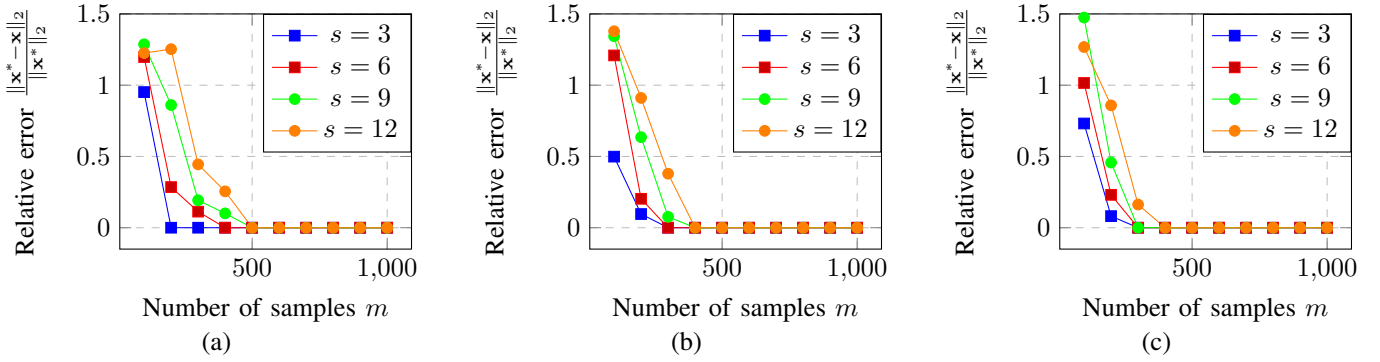 Relative error ‖x*−x‖₂ / ‖x*‖₂
1.5
1
0.5
0
500
1,000
Number of samples m
s = 3
s = 6
s = 9
s = 12
(a)
Relative error ‖x*−x‖₂ / ‖x*‖₂
1.5
1
0.5
0
500
1,000
Number of samples m
s = 3
s = 6
s = 9
s = 12
(b)
Relative error ‖x*−x‖₂ / ‖x*‖₂
1.5
1
0.5
0
500
1,000
Number of samples m
s = 3
s = 6
s = 9
s = 12
(c)